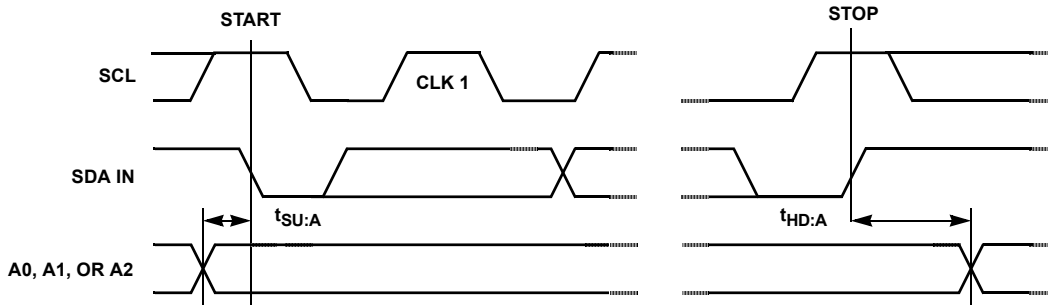 START
STOP
SCL
CLK 1
SDA IN
tSU:A
tHD:A
A0, A1, OR A2